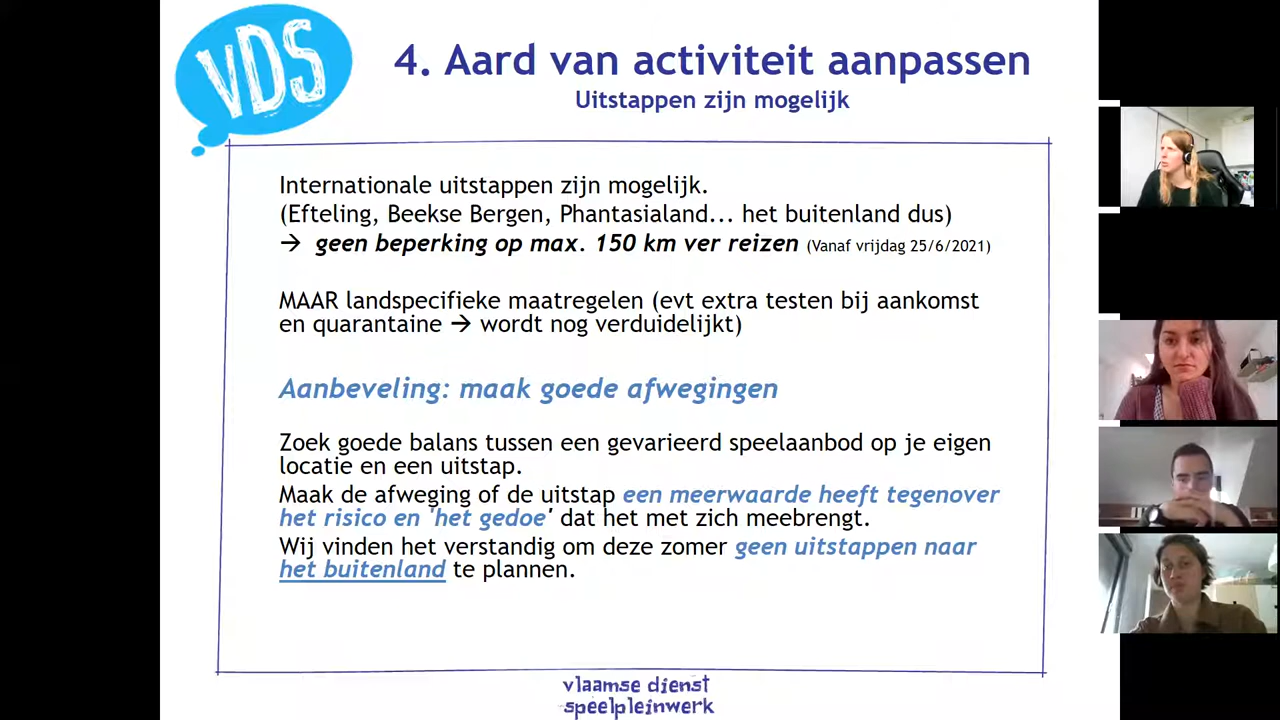 VDS
4. Aard van activiteit aanpassen
Uitstappen zijn mogelijk
Internationale uitstappen zijn mogelijk.
(Efteling, Beekse Bergen, Phantasialand... het buitenland dus)
→ geen beperking op max. 150 km ver reizen (Vanaf vrijdag 25/6/2021)
MAAR landspecifieke maatregelen (evt extra testen bij aankomst
en quarantaine → wordt nog verduidelijkt)
Aanbeveling: maak goede afwegingen
Zoek goede balans tussen een gevarieerd speelaanbod op je eigen
locatie en een uitstap.
Maak de afweging of de uitstap een meerwaarde heeft tegenover
het risico en 'het gedoe' dat het met zich meebrengt.
Wij vinden het verstandig om deze zomer geen uitstappen naar
het buitenland te plannen.
vlaamse dienst
speelpleinwerk